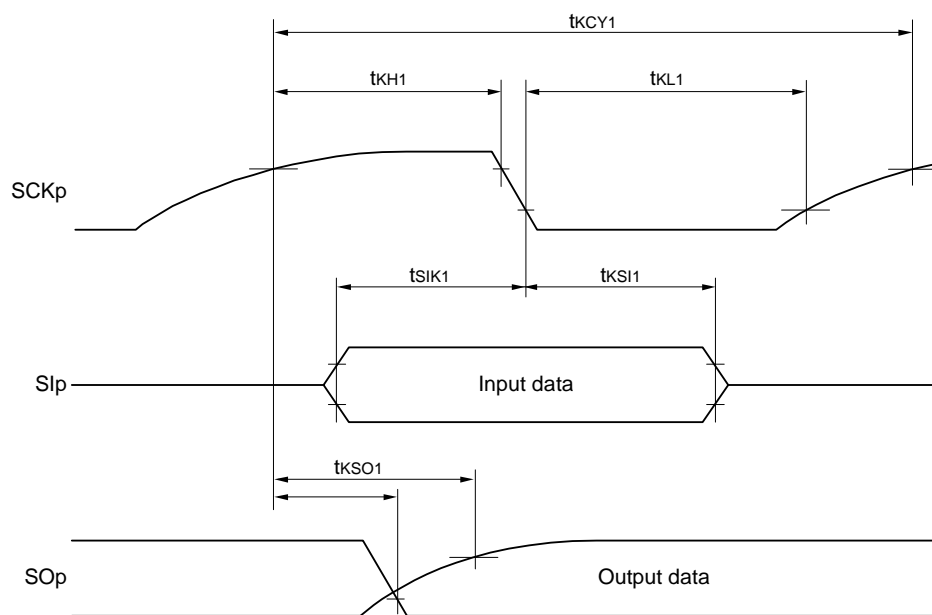 tKCY1
tKH1
tKL1
SCKp
tSIK1
tKSI1
SIp
Input data
tKSO1
SOp
Output data